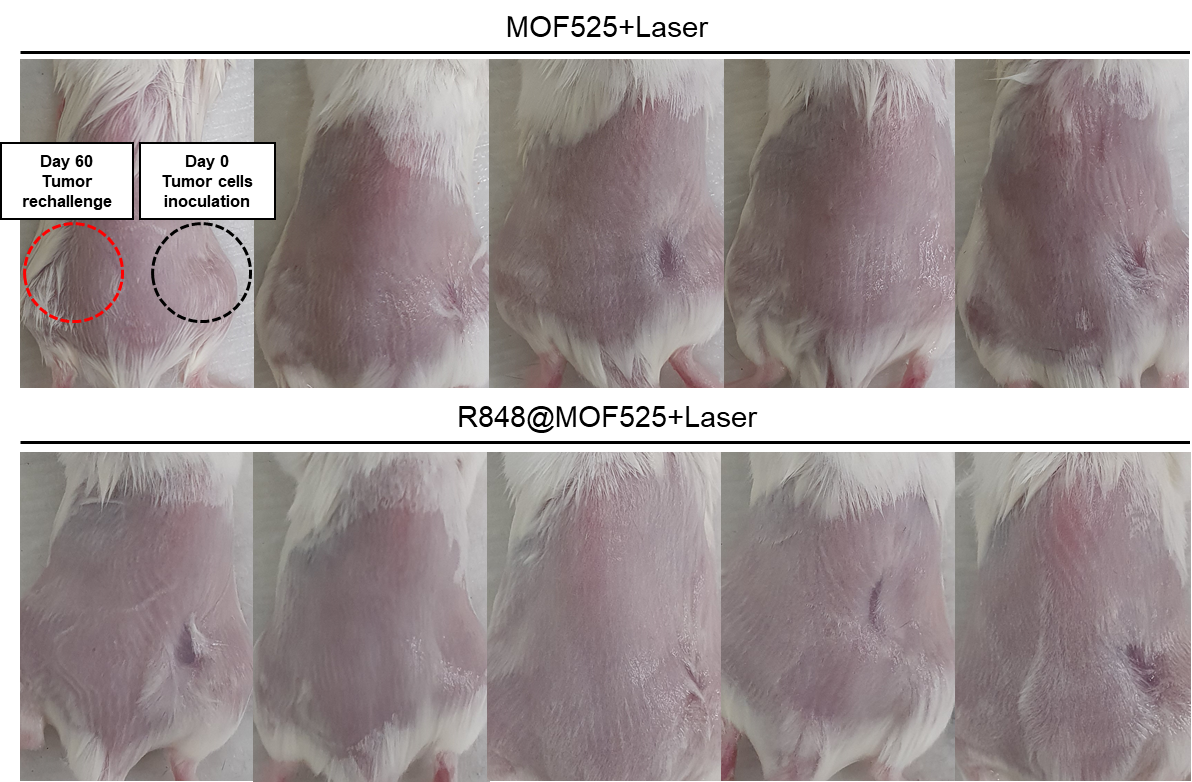 MOF525+Laser
Day 60
Tumor
rechallenge
Day 0
Tumor cells
inoculation
R848@MOF525+Laser